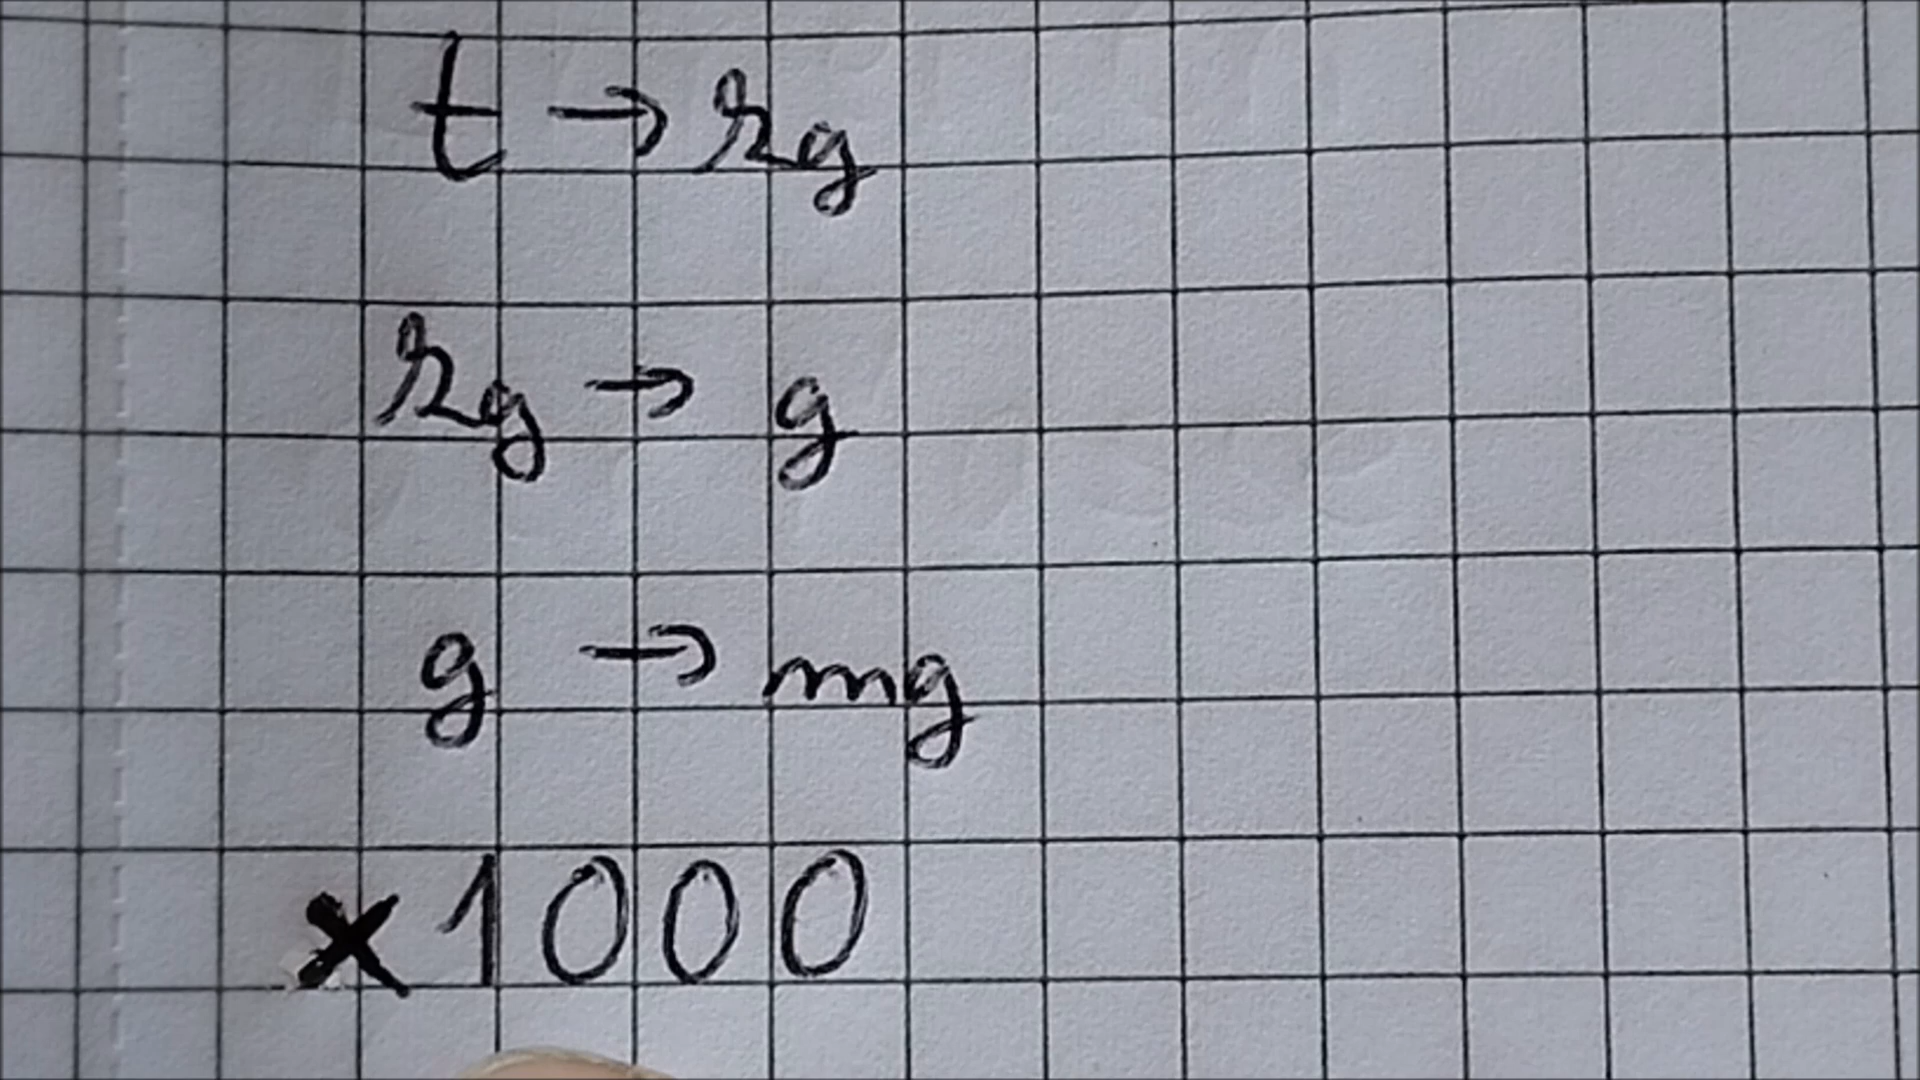 t → kg
kg → g
g → mg
×1000